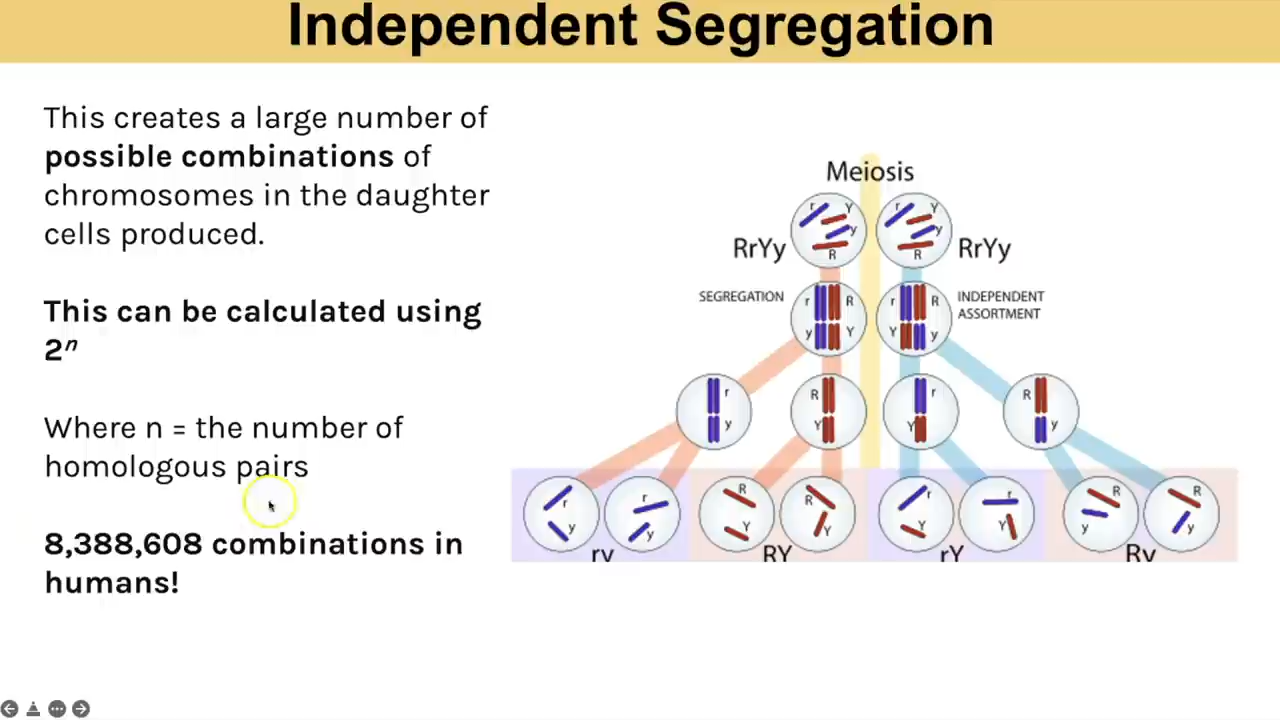 Independent Segregation
This creates a large number of
possible combinations of
chromosomes in the daughter
cells produced.
This can be calculated using
2ⁿ
Where n = the number of
homologous pairs
8,388,608 combinations in
humans!
Meiosis
r Y y R
r Y y R
RrYy
RrYy
SEGREGATION
r R
y Y
r R
Y y
INDEPENDENT
ASSORTMENT
r
y
R
Y
r
Y
R
y
r y
r y
R Y
R Y
r Y
r Y
R y
R y
ry
RY
rY
Ry